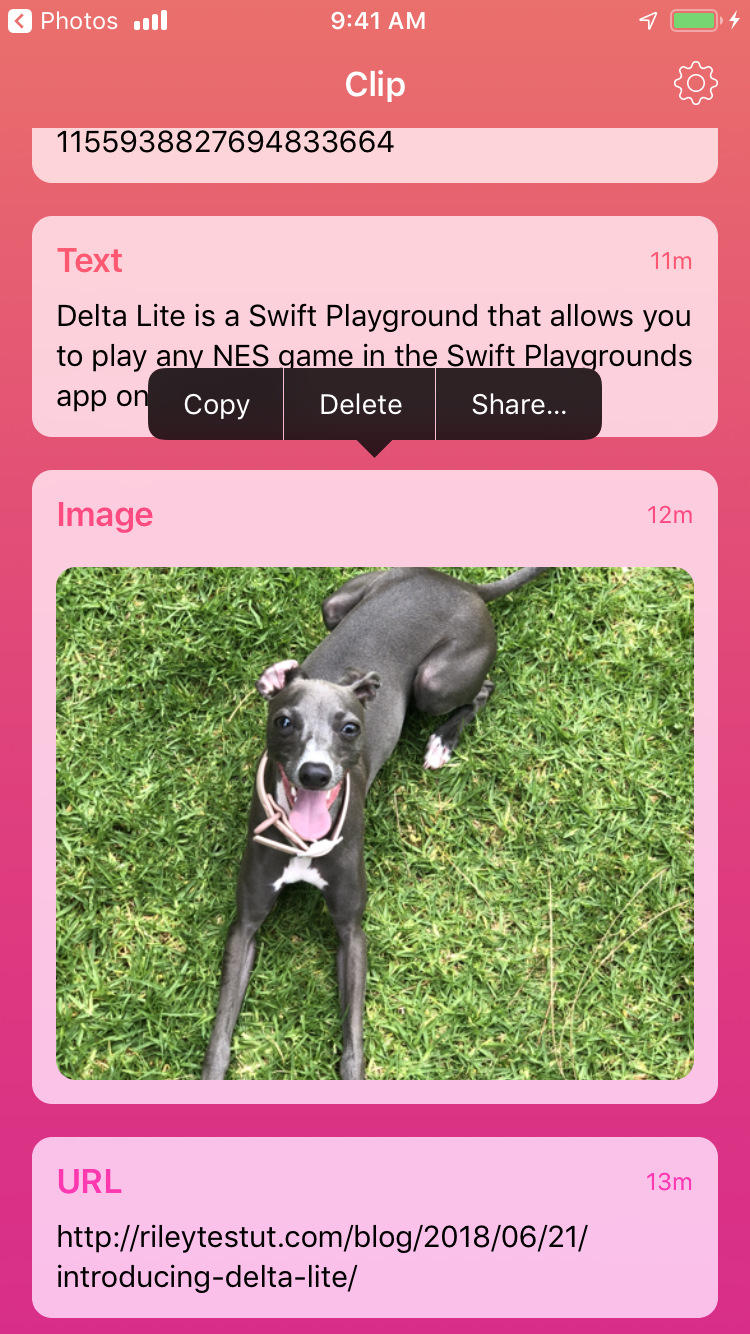 Photos
9:41 AM
Clip
1155938827694833664
Text
11m
Delta Lite is a Swift Playground that allows you
to play any NES game in the Swift Playgrounds
app on
Copy
Delete
Share...
Image
12m
URL
13m
http://rileytestut.com/blog/2018/06/21/
introducing-delta-lite/